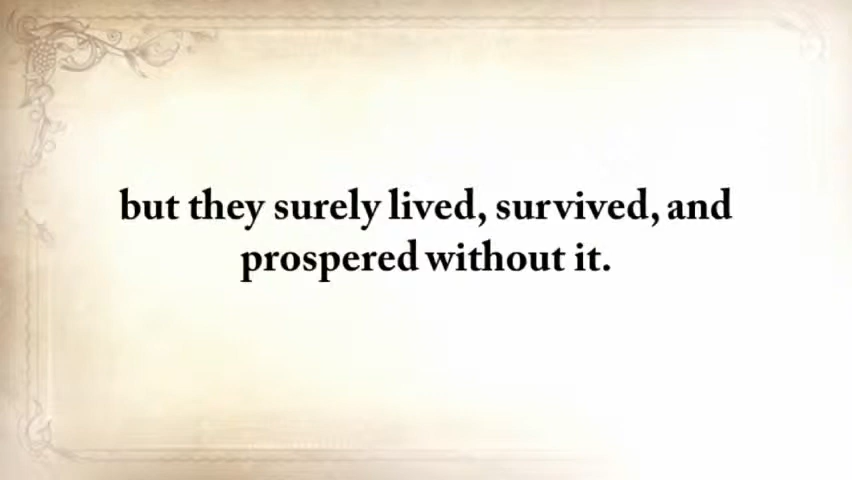 but they surely lived, survived, and
prospered without it.